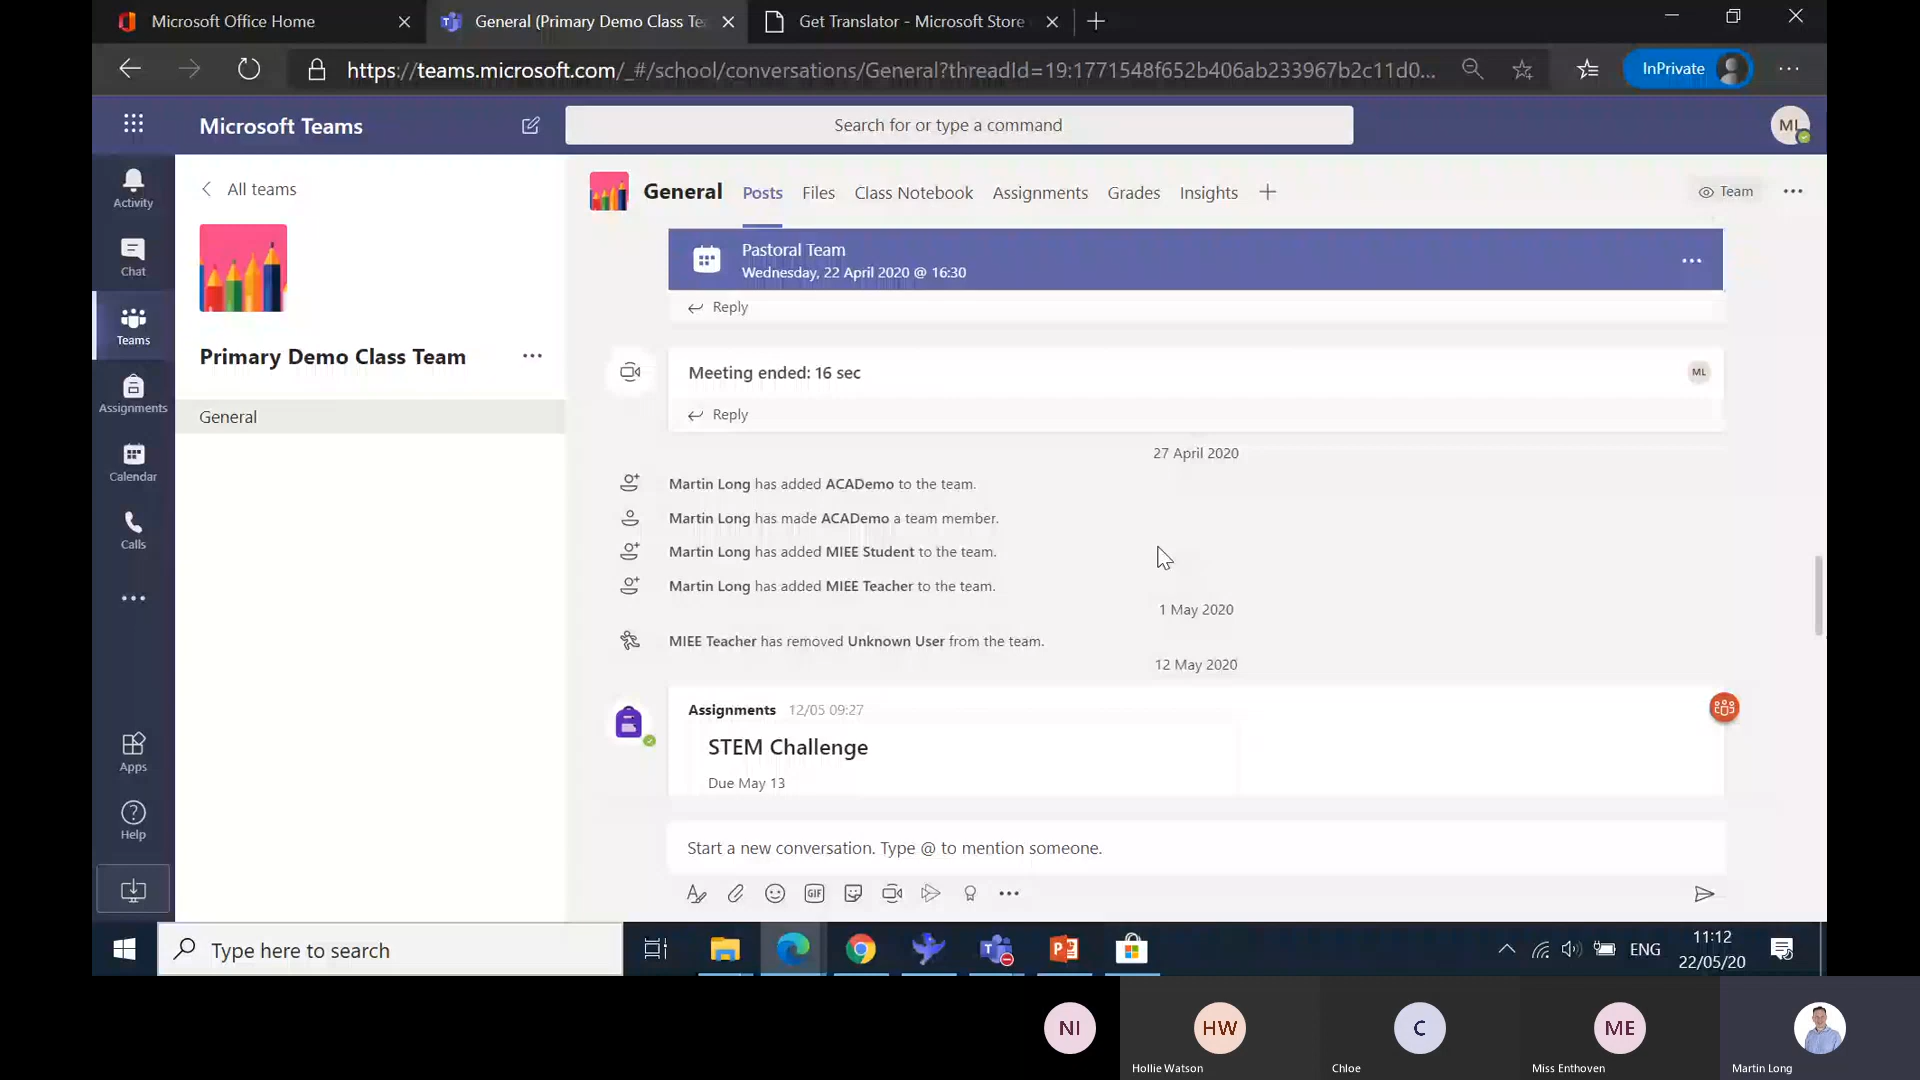 Microsoft Office Home
General (Primary Demo Class Te
Get Translator - Microsoft Store
https://teams.microsoft.com/_#/school/conversations/General?threadId=19:1771548f652b406ab233967b2c11d0...
InPrivate
Microsoft Teams
Search for or type a command
ML
Activity
Chat
Teams
Assignments
Calendar
Calls
Apps
Help
All teams
Primary Demo Class Team
General
General
Posts
Files
Class Notebook
Assignments
Grades
Insights
Team
Pastoral Team
Wednesday, 22 April 2020 @ 16:30
Reply
Meeting ended: 16 sec
ML
Reply
27 April 2020
Martin Long has added ACADemo to the team.
Martin Long has made ACADemo a team member.
Martin Long has added MIEE Student to the team.
Martin Long has added MIEE Teacher to the team.
1 May 2020
MIEE Teacher has removed Unknown User from the team.
12 May 2020
Assignments 12/05 09:27
STEM Challenge
Due May 13
Start a new conversation. Type @ to mention someone.
GIF
Type here to search
ENG
11:12
22/05/20
NI
HW
C
ME
Hollie Watson
Chloe
Miss Enthoven
Martin Long